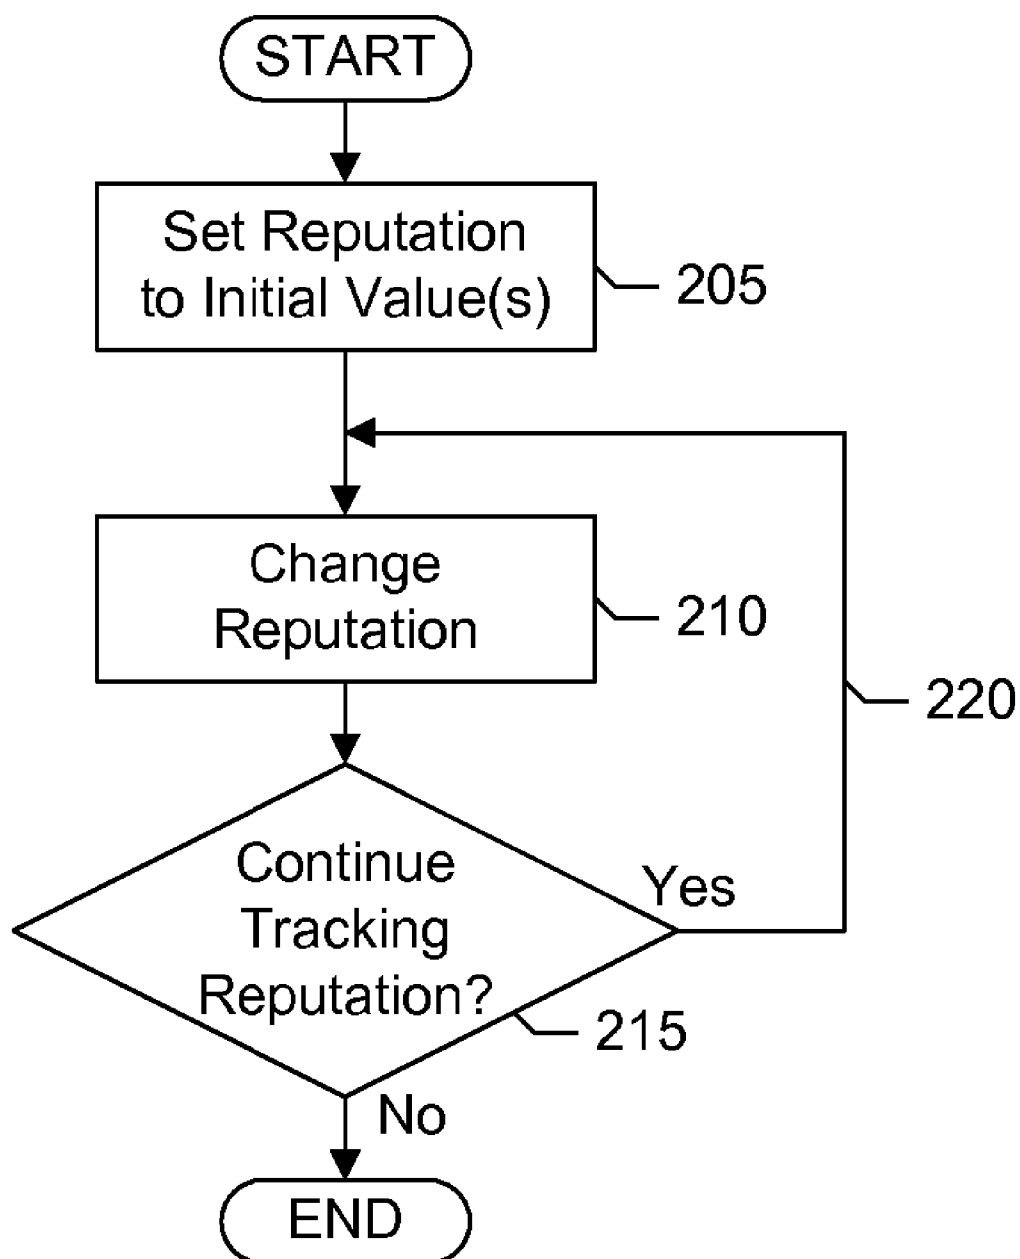 START
Set Reputation
to Initial Value(s)
205
Change
Reputation
210
220
Continue
Tracking
Reputation?
Yes
215
No
END